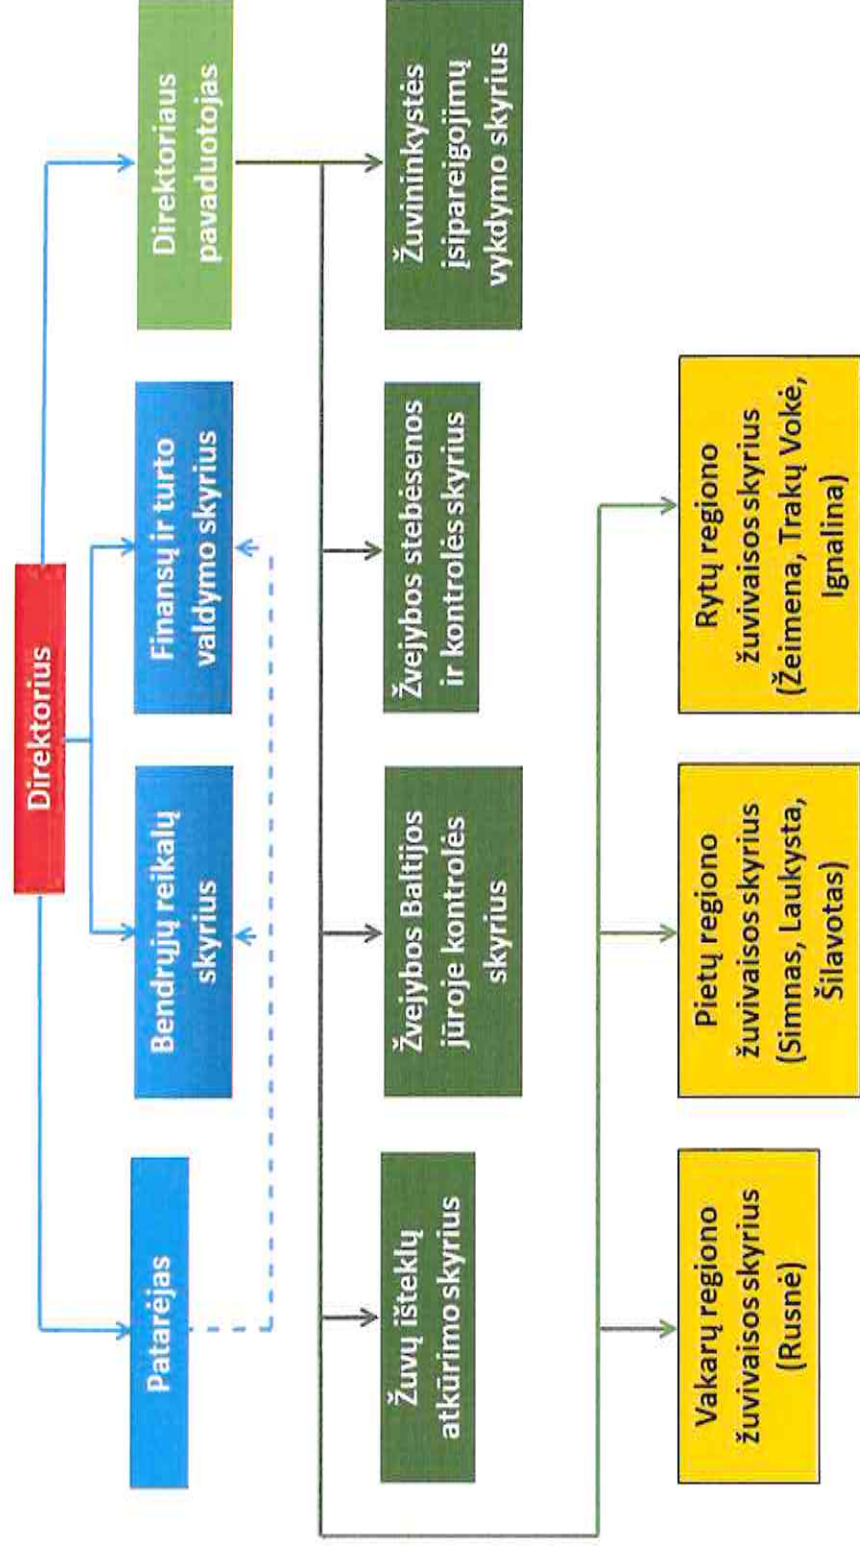 Direktorius
Patarėjas
Bendrųjų reikalų
skyrius
Finansų ir turto
valdymo skyrius
Direktoriaus
pavaduotojas
Žuvų išteklų
atkūrimo skyrius
Žvejybos Baltijos
jūroje kontrolės
skyrius
Žvejybos stebėsenos
ir kontrolės skyrius
Žuvininkystės
įsipareigojimų
vykdymo skyrius
Vakarų regiono
žuvivaisos skyrius
(Rusnė)
Pietų regiono
žuvivaisos skyrius
(Simnas, Laukysta,
Šilavotas)
Rytų regiono
žuvivaisos skyrius
(Žeimena, Trakų Vokė,
Ignalina)